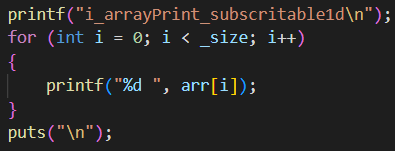 printf("i_arrayPrint_subscritable1d\n");
for (int i = 0; i < _size; i++)
{
    printf("%d ", arr[i]);
}
puts("\n");